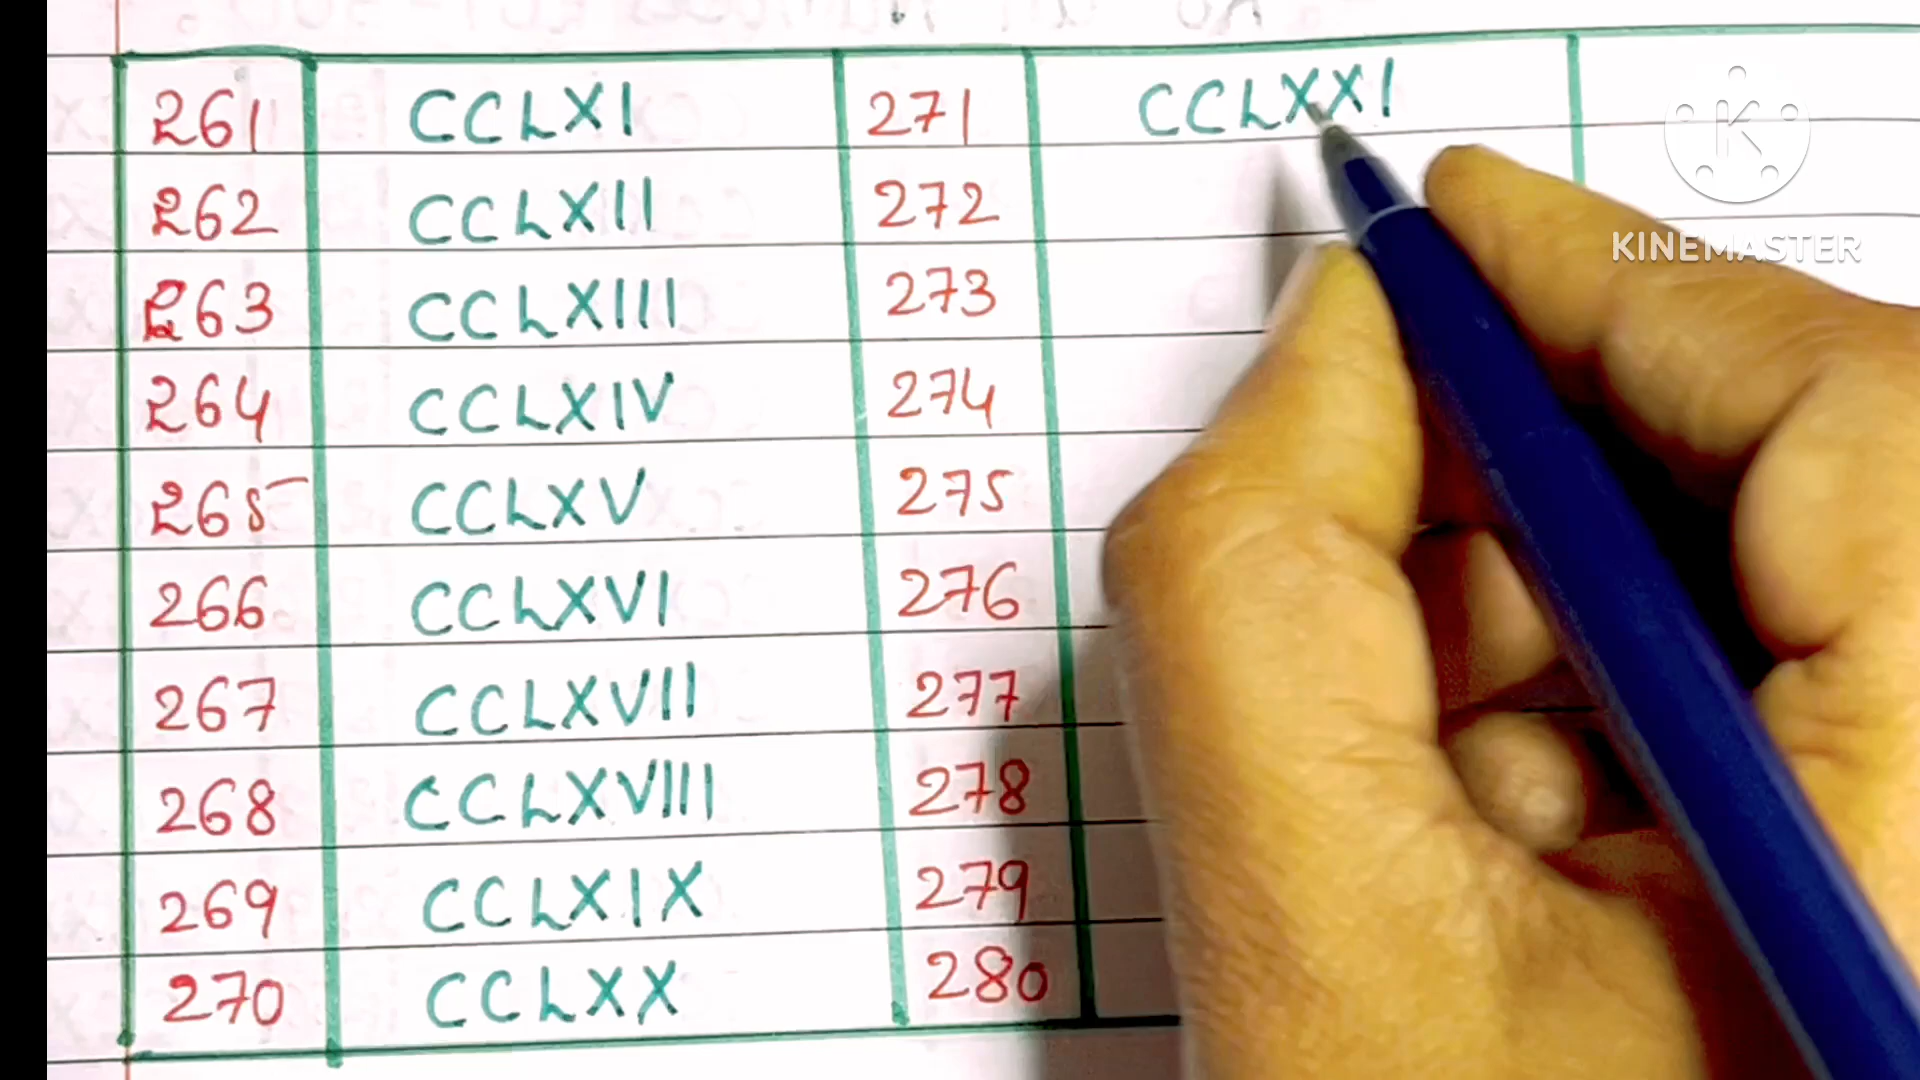 261 CCLXI 271 CCLXXI
262 CCLXII 272
263 CCLXIII 273
264 CCLXIV 274
265 CCLXV 275
266 CCLXVI 276
267 CCLXVII 277
268 CCLXVIII 278
269 CCLXIX 279
270 CCLXX 280
K
KINEMASTER